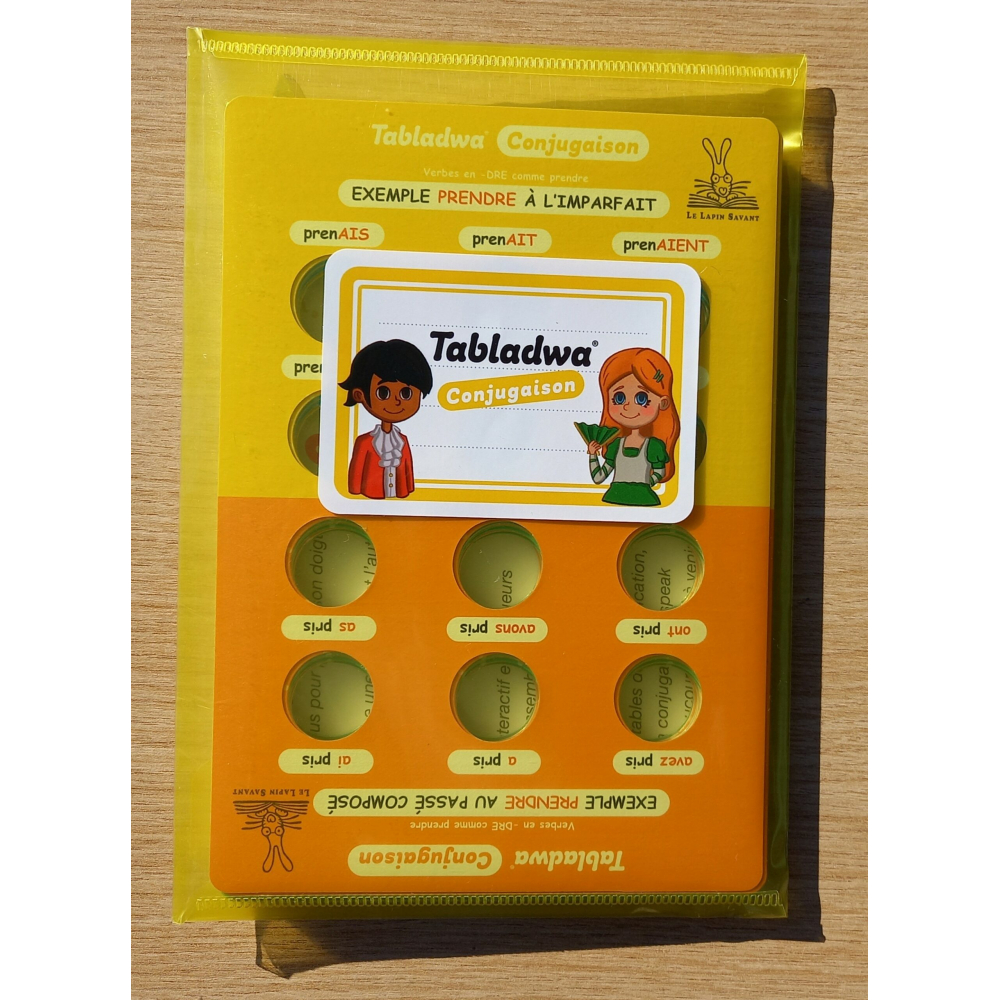 Tabladwa® Conjugaison
Verbes en -DRE comme prendre
EXEMPLE PRENDRE À L'IMPARFAIT
LE LAPIN SAVANT
prenAIS prenAIT prenAIENT
Tabladwa®
Conjugaison
as pris avons pris ont pris
ai pris a pris avez pris
LE LAPIN SAVANT
EXEMPLE PRENDRE AU PASSÉ COMPOSÉ
Verbes en -DRE comme prendre
Tabladwa® Conjugaison